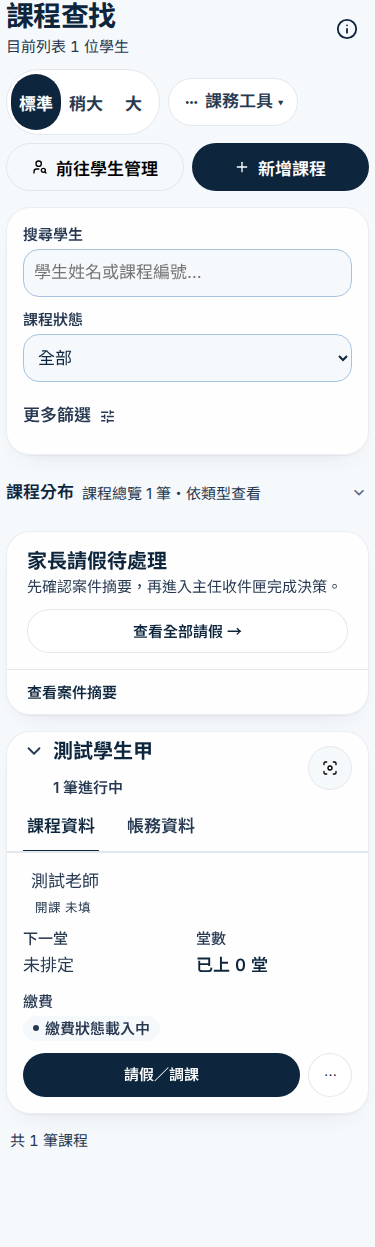 課程查找
目前列表 1 位學生
標準 稍大 大
··· 課務工具 ▾
前往學生管理
+ 新增課程
搜尋學生
學生姓名或課程編號...
課程狀態
全部
更多篩選
課程分布 課程總覽 1 筆・依類型查看
家長請假待處理
先確認案件摘要，再進入主任收件匣完成決策。
查看全部請假 →
查看案件摘要
測試學生甲
1 筆進行中
課程資料 帳務資料
測試老師
開課 未填
下一堂 堂數
未排定 已上 0 堂
繳費
繳費狀態載入中
請假／調課 ···
共 1 筆課程